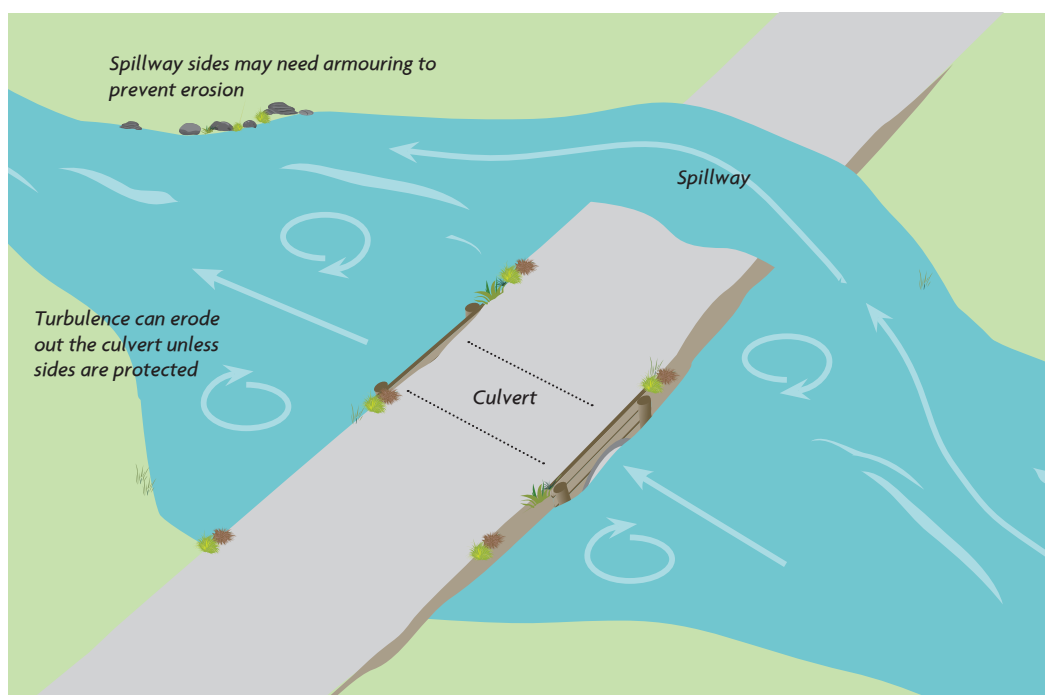 Spillway sides may need armouring to
prevent erosion
Spillway
Turbulence can erode
out the culvert unless
sides are protected
Culvert